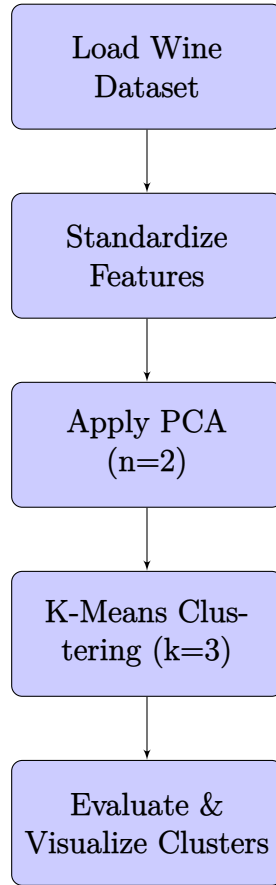 Load Wine
Dataset
Standardize
Features
Apply PCA
(n=2)
K-Means Clus-
tering (k=3)
Evaluate &
Visualize Clusters